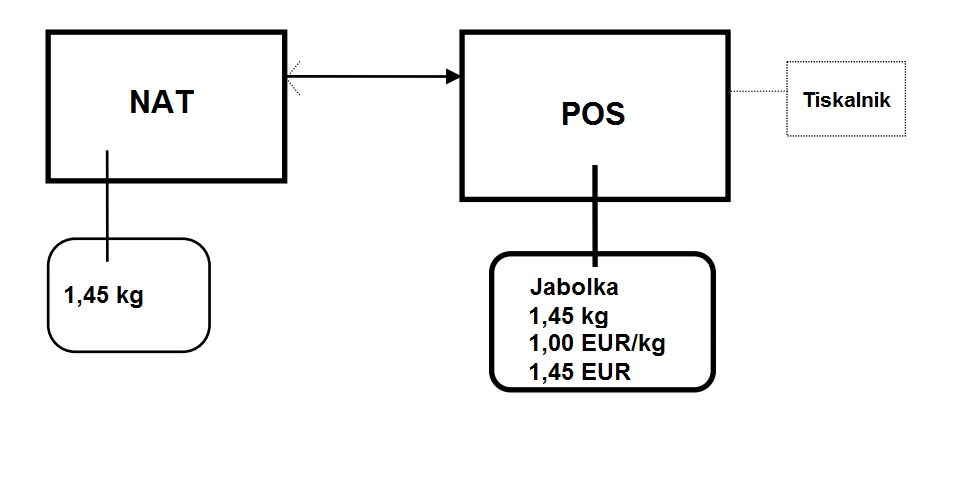 NAT
POS
Tiskalnik
1,45 kg
Jabolka
1,45 kg
1,00 EUR/kg
1,45 EUR